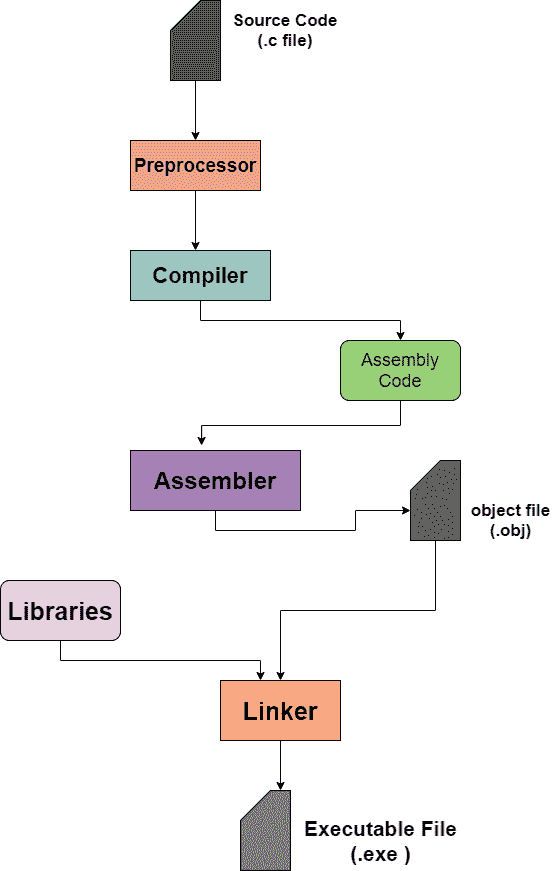 Source Code
(.c file)
Preprocessor
Compiler
Assembly
Code
Assembler
object file
(.obj)
Libraries
Linker
Executable File
(.exe )